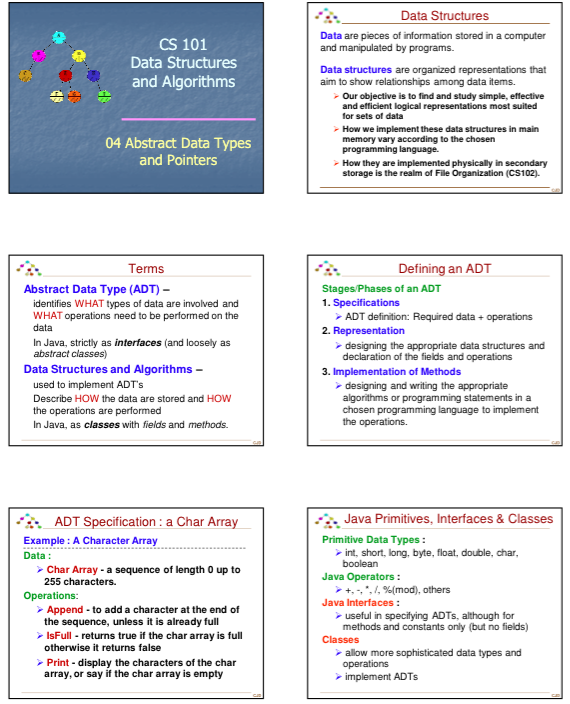 CS 101
Data Structures
and Algorithms
04 Abstract Data Types
and Pointers
Data Structures
Data are pieces of information stored in a computer
and manipulated by programs.
Data structures are organized representations that
aim to show relationships among data items.
➢ Our objective is to find and study simple, effective
and efficient logical representations most suited
for sets of data
➢ How we implement these data structures in main
memory vary according to the chosen
programming language.
➢ How they are implemented physically in secondary
storage is the realm of File Organization (CS102).
Terms
Abstract Data Type (ADT) –
identifies WHAT types of data are involved and
WHAT operations need to be performed on the
data
In Java, strictly as interfaces (and loosely as
abstract classes)
Data Structures and Algorithms –
used to implement ADT's
Describe HOW the data are stored and HOW
the operations are performed
In Java, as classes with fields and methods.
Defining an ADT
Stages/Phases of an ADT
1. Specifications
➢ ADT definition: Required data + operations
2. Representation
➢ designing the appropriate data structures and
declaration of the fields and operations
3. Implementation of Methods
➢ designing and writing the appropriate
algorithms or programming statements in a
chosen programming language to implement
the operations.
ADT Specification : a Char Array
Example : A Character Array
Data :
➢ Char Array - a sequence of length 0 up to
255 characters.
Operations:
➢ Append - to add a character at the end of
the sequence, unless it is already full
➢ IsFull - returns true if the char array is full
otherwise it returns false
➢ Print - display the characters of the char
array, or say if the char array is empty
Java Primitives, Interfaces & Classes
Primitive Data Types :
➢ int, short, long, byte, float, double, char,
boolean
Java Operators :
➢ +, -, *, /, %(mod), others
Java Interfaces :
➢ useful in specifying ADTs, although for
methods and constants only (but no fields)
Classes
➢ allow more sophisticated data types and
operations
➢ implement ADTs